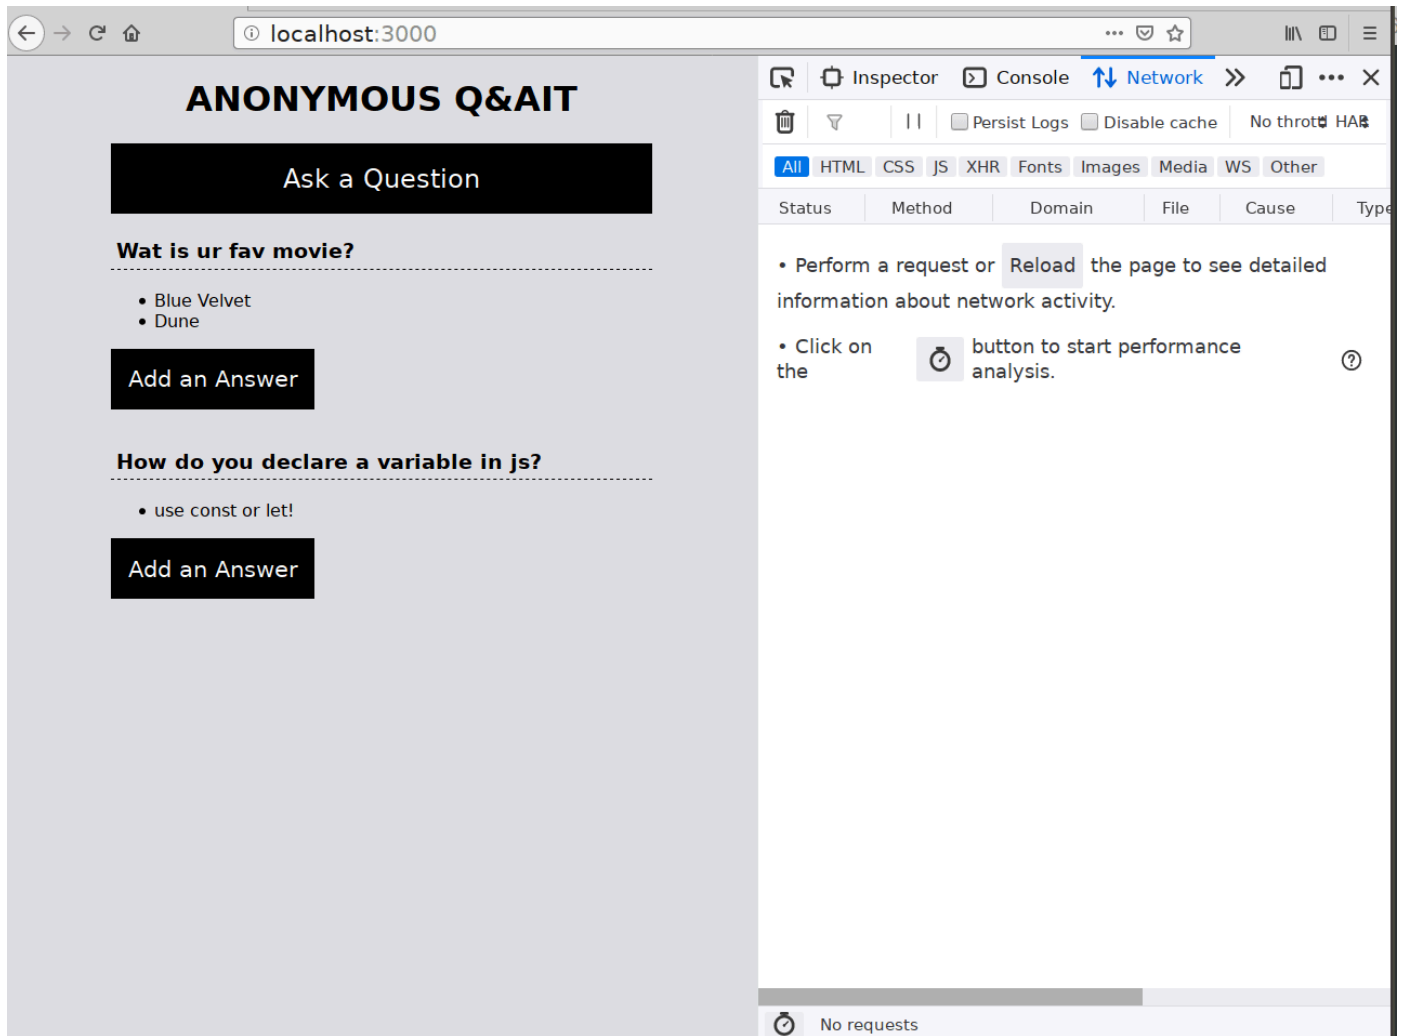 localhost:3000
ANONYMOUS Q&AIT
Ask a Question
Wat is ur fav movie?
• Blue Velvet
• Dune
Add an Answer
How do you declare a variable in js?
• use const or let!
Add an Answer
Inspector Console Network
Persist Logs Disable cache No thrott HAR
All HTML CSS JS XHR Fonts Images Media WS Other
Status Method Domain File Cause Type
• Perform a request or Reload the page to see detailed
information about network activity.
• Click on the button to start performance analysis.
No requests